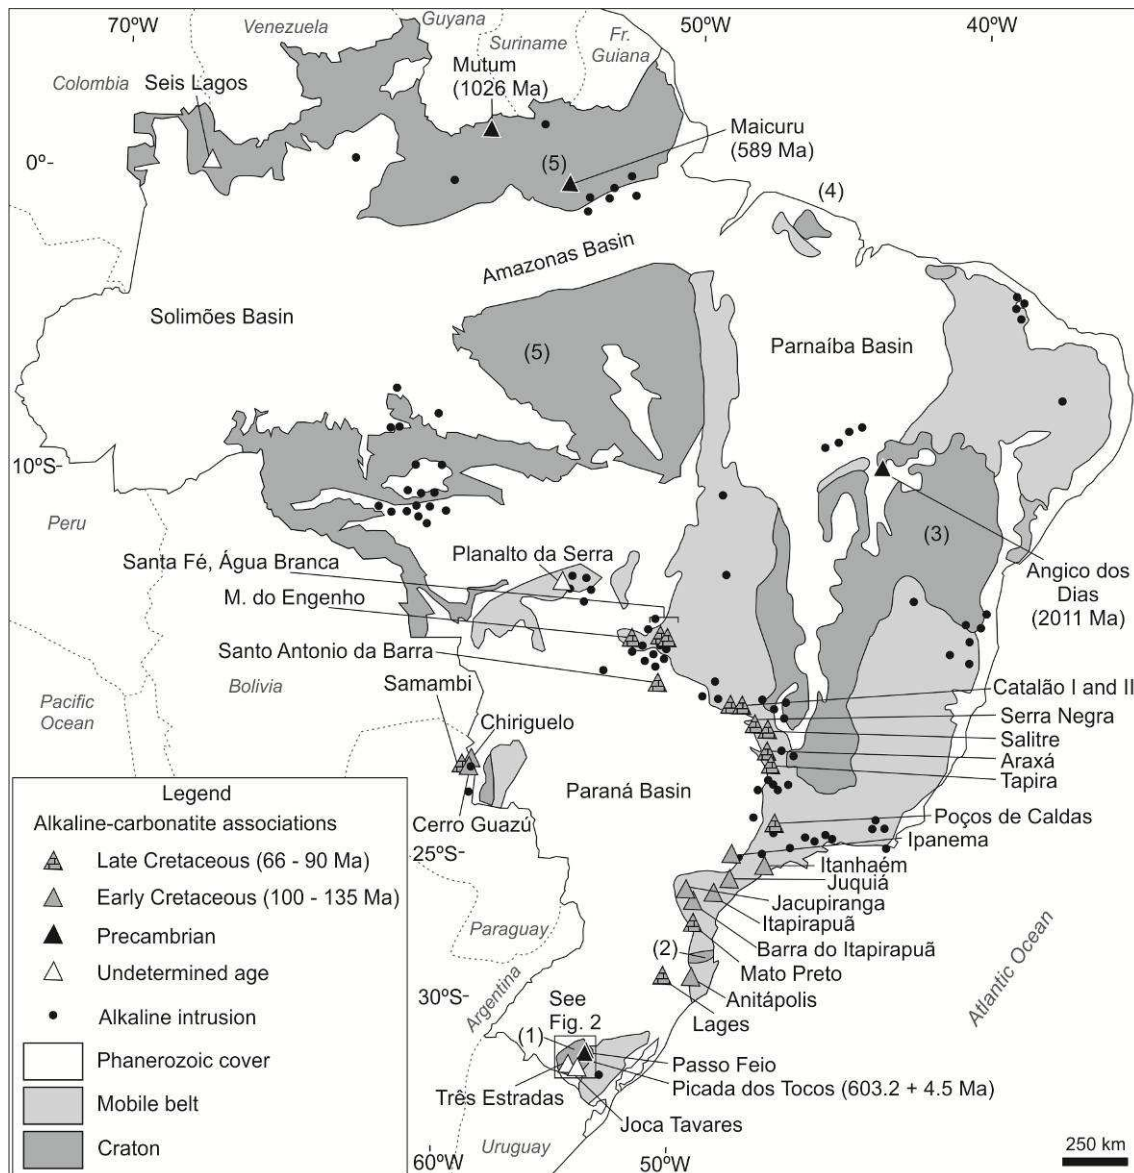 70ºW
50ºW
40ºW
Venezuela
Guyana
Suriname
Fr.
Guiana
Colombia
Seis Lagos
Mutum
(1026 Ma)
Maicuru
(589 Ma)
0º
(5)
(4)
Amazonas Basin
Solimões Basin
(5)
Parnaíba Basin
10ºS
Peru
(3)
Planalto da Serra
Santa Fé, Água Branca
M. do Engenho
Angico dos
Dias
(2011 Ma)
Santo Antonio da Barra
Bolivia
Samambi
Pacific
Ocean
Chiriguelo
Catalão I and II
Serra Negra
Salitre
Araxá
Tapira
Paraná Basin
Cerro Guazú
Poços de Caldas
Ipanema
25ºS
Itanhaém
Juquiá
Jacupiranga
Itapirapuã
Barra do Itapirapuã
Paraguay
(2)
Mato Preto
Anitápolis
Lages
Atlantic Ocean
Argentina
30ºS
See
Fig. 2
(1)
Passo Feio
Picada dos Tocos (603.2 + 4.5 Ma)
Três Estradas
Joca Tavares
Uruguay
60ºW
50ºW
250 km
Legend
Alkaline-carbonatite associations
Late Cretaceous (66 - 90 Ma)
Early Cretaceous (100 - 135 Ma)
Precambrian
Undetermined age
Alkaline intrusion
Phanerozoic cover
Mobile belt
Craton